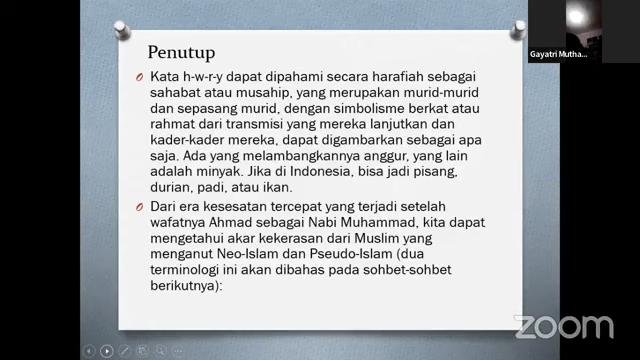 Penutup
Kata h-w-r-y dapat dipahami secara harafiah sebagai
sahabat atau musahip, yang merupakan murid-murid
dan sepasang murid, dengan simbolisme berkat atau
rahmat dari transmisi yang mereka lanjutkan dan
kader-kader mereka, dapat digambarkan sebagai apa
saja. Ada yang melambangkannya anggur, yang lain
adalah minyak. Jika di Indonesia, bisa jadi pisang,
durian, padi, atau ikan.
Dari era kesesatan tercepat yang terjadi setelah
wafatnya Ahmad sebagai Nabi Muhammad, kita dapat
mengetahui akar kekerasan dari Muslim yang
menganut Neo-Islam dan Pseudo-Islam (dua
terminologi ini akan dibahas pada sohbet-sohbet
berikutnya):
Gayatri Mutha...
zoom